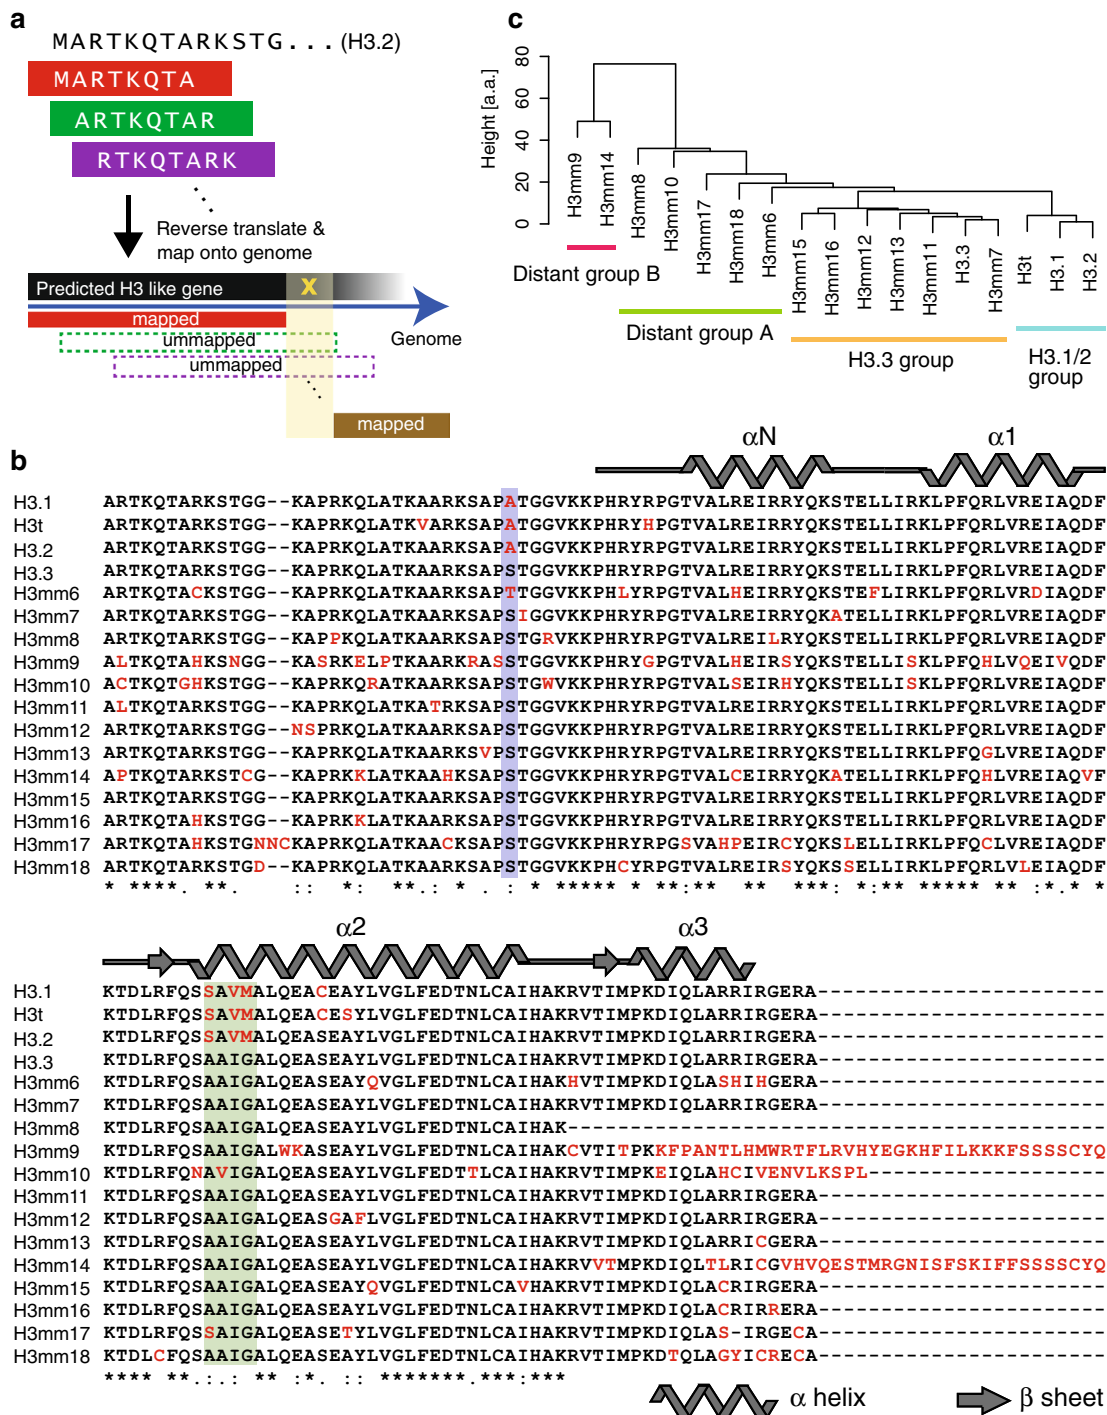 a
MARTKQTARKSTG...(H3.2)
MARTKQTA
ARTKQTAR
RTKQTARK
Reverse translate &
map onto genome
Predicted H3 like gene X
mapped
ummapped
ummapped
Genome
mapped
c
Height [a.a.]
80
60
40
20
0
H3mm9
H3mm14
H3mm8
H3mm10
H3mm17
H3mm18
H3mm6
H3mm15
H3mm16
H3mm12
H3mm13
H3mm11
H3.3
H3mm7
H3t
H3.1
H3.2
Distant group B
Distant group A
H3.3 group
H3.1/2
group
b
αN α1
H3.1 ARTKQTARKSTGG--KAPRKQLATKAARKSAPATGGVKKPHRYRPGTVALREIRRYQKSTELLIRKLPFQRLVREIAQDF
H3t ARTKQTARKSTGG--KAPRKQLATKVARKSAPATGGVKKPHRYHPGTVALREIRRYQKSTELLIRKLPFQRLVREIAQDF
H3.2 ARTKQTARKSTGG--KAPRKQLATKAARKSAPATGGVKKPHRYRPGTVALREIRRYQKSTELLIRKLPFQRLVREIAQDF
H3.3 ARTKQTARKSTGG--KAPRKQLATKAARKSAPSTGGVKKPHRYRPGTVALREIRRYQKSTELLIRKLPFQRLVREIAQDF
H3mm6 ARTKQTACKSTGG--KAPRKQLATKAARKSAPTTGGVKKPHLYRPGTVALHEIRRYQKSTEFLIRKLPFQRLVRDIAQDF
H3mm7 ARTKQTARKSTGG--KAPRKQLATKAARKSAPSIGGVKKPHRYRPGTVALREIRRYQKATELLIRKLPFQRLVREIAQDF
H3mm8 ARTKQTARKSTGG--KAPPKQLATKAARKSAPSTGRVKKPHRYRPGTVALREILRYQKSTELLIRKLPFQRLVREIAQDF
H3mm9 ALTKQTHKSNGG--KASRKELPTKAARKRASSTGGVKKPHRYGPGTVALHEIRSYQKSTELLISKLPFQHLVQEIVQDF
H3mm10 ACTKQTGHKSTGG--KAPRKQRATKAARKSAPSTGWVKKPHRYRPGTVALSEIRHYQKSTELLISKLPFQRLVREIAQDF
H3mm11 ALTKQTARKSTGG--KAPRKQLATKATRKSAPSTGGVKKPHRYRPGTVALREIRRYQKSTELLIRKLPFQRLVREIAQDF
H3mm12 ARTKQTARKSTGG--NSPRKQLATKAARKSAPSTGGVKKPHRYRPGTVALREIRRYQKSTELLIRKLPFQRLVREIAQDF
H3mm13 ARTKQTARKSTGG--KAPRKQLATKAARKSVPSTGGVKKPHRYRPGTVALREIRRYQKSTELLIRKLPFQGLVREIAQDF
H3mm14 APTKQTARKSTCG--KAPRKKLATKAAHKSAPSTGGVKKPHRYRPGTVALCEIRRYQKATELLIRKLPFQHLVREIAQVF
H3mm15 ARTKQTARKSTGG--KAPRKQLATKAARKSAPSTGGVKKPHRYRPGTVALREIRRYQKSTELLIRKLPFQRLVREIAQDF
H3mm16 ARTKQTAHKSTGG--KAPRKKLATKAARKSAPSTGGVKKPHRYRPGTVALREIRRYQKSTELLIRKLPFQRLVREIAQDF
H3mm17 ARTKQTAHKSTGNNCKAPRKQLATKAACKSAPSTGGVKKPHRYRPGSVAHPEIRCYQKSLELLIRKLPFQCLVREIAQDF
H3mm18 ARTKQTARKSTGD--KAPRKQLATKAARKSAPSTGGVKKPHRCYRPGTVALREIRSYQKSSELLIRKLPFQRLVRLEIAQDF
α2 α3
H3.1 KTDLRFQSSAVMALQEACEAYLVGLFEDTNLCAIHAKRVTIMPKDIQLARRIRGERA-----------------------
H3t KTDLRFQSSAVMALQEACESYLVGLFEDTNLCAIHAKRVTIMPKDIQLARRIRGERA-----------------------
H3.2 KTDLRFQSSAVMALQEASEAYLVGLFEDTNLCAIHAKRVTIMPKDIQLARRIRGERA-----------------------
H3.3 KTDLRFQSAAIGALQEASEAYLVGLFEDTNLCAIHAKRVTIMPKDIQLARRIRGERA-----------------------
H3mm6 KTDLRFQSAAIGALQEASEAYQVGLFEDTNLCAIHAKHVTIMPKDIQLASHIHGERA-----------------------
H3mm7 KTDLRFQSAAIGALQEASEAYLVGLFEDTNLCAIHAKRVTIMPKDIQLARRIRGERA-----------------------
H3mm8 KTDLRFQSAAIGALQEASEAYLVGLFEDTNLCAIHAK-------------------------------------------
H3mm9 KTDLRFQSAAIGALWKASEAYLVGLFEDTNLCAIHAKCVTITPKKFPANTLHMWRTFLRVHYEGKHFILKKKFSSSSCYQ
H3mm10 KTDLRFQNAVIGALQEASEAYLVGLFEDTTLCAIHAKRVTIMPKEIQLAHCIVENVLKSPL-------------------
H3mm11 KTDLRFQSAAIGALQEASEAYLVGLFEDTNLCAIHAKRVTIMPKDIQLARRIRGERA-----------------------
H3mm12 KTDLRFQSAAIGALQEASGAFLVGLFEDTNLCAIHAKRVTIMPKDIQLARRIRGERA-----------------------
H3mm13 KTDLRFQSAAIGALQEASEAYLVGLFEDTNLCAIHAKRVTIMPKDIQLARRICGERA-----------------------
H3mm14 KTDLRFQSAAIGALQEASEAYLVGLFEDTNLCAIHAKRVVTMPKDIQLTLRICGVHVQESTMRGNISFSKIFFSSSSCYQ
H3mm15 KTDLRFQSAAIGALQEASEAYQVGLFEDTNLCVIHAKRVTIMPKDIQLACRIRGERA-----------------------
H3mm16 KTDLRFQSAAIGALQEASEAYLVGLFEDTNLCAIHAKRVTIMPKDIQLACRIRRERA-----------------------
H3mm17 KTDLRFQSSAIGALQEASETYLVGLFEDTNLCAIHAKRVTIMPKDIQLAS-IRGECA-----------------------
H3mm18 KTDLCFQSAAIGALQEASEAYLVGLFEDTNLCAIHAKRVTIMPKDTQLAGYICRECA-----------------------
α helix β sheet